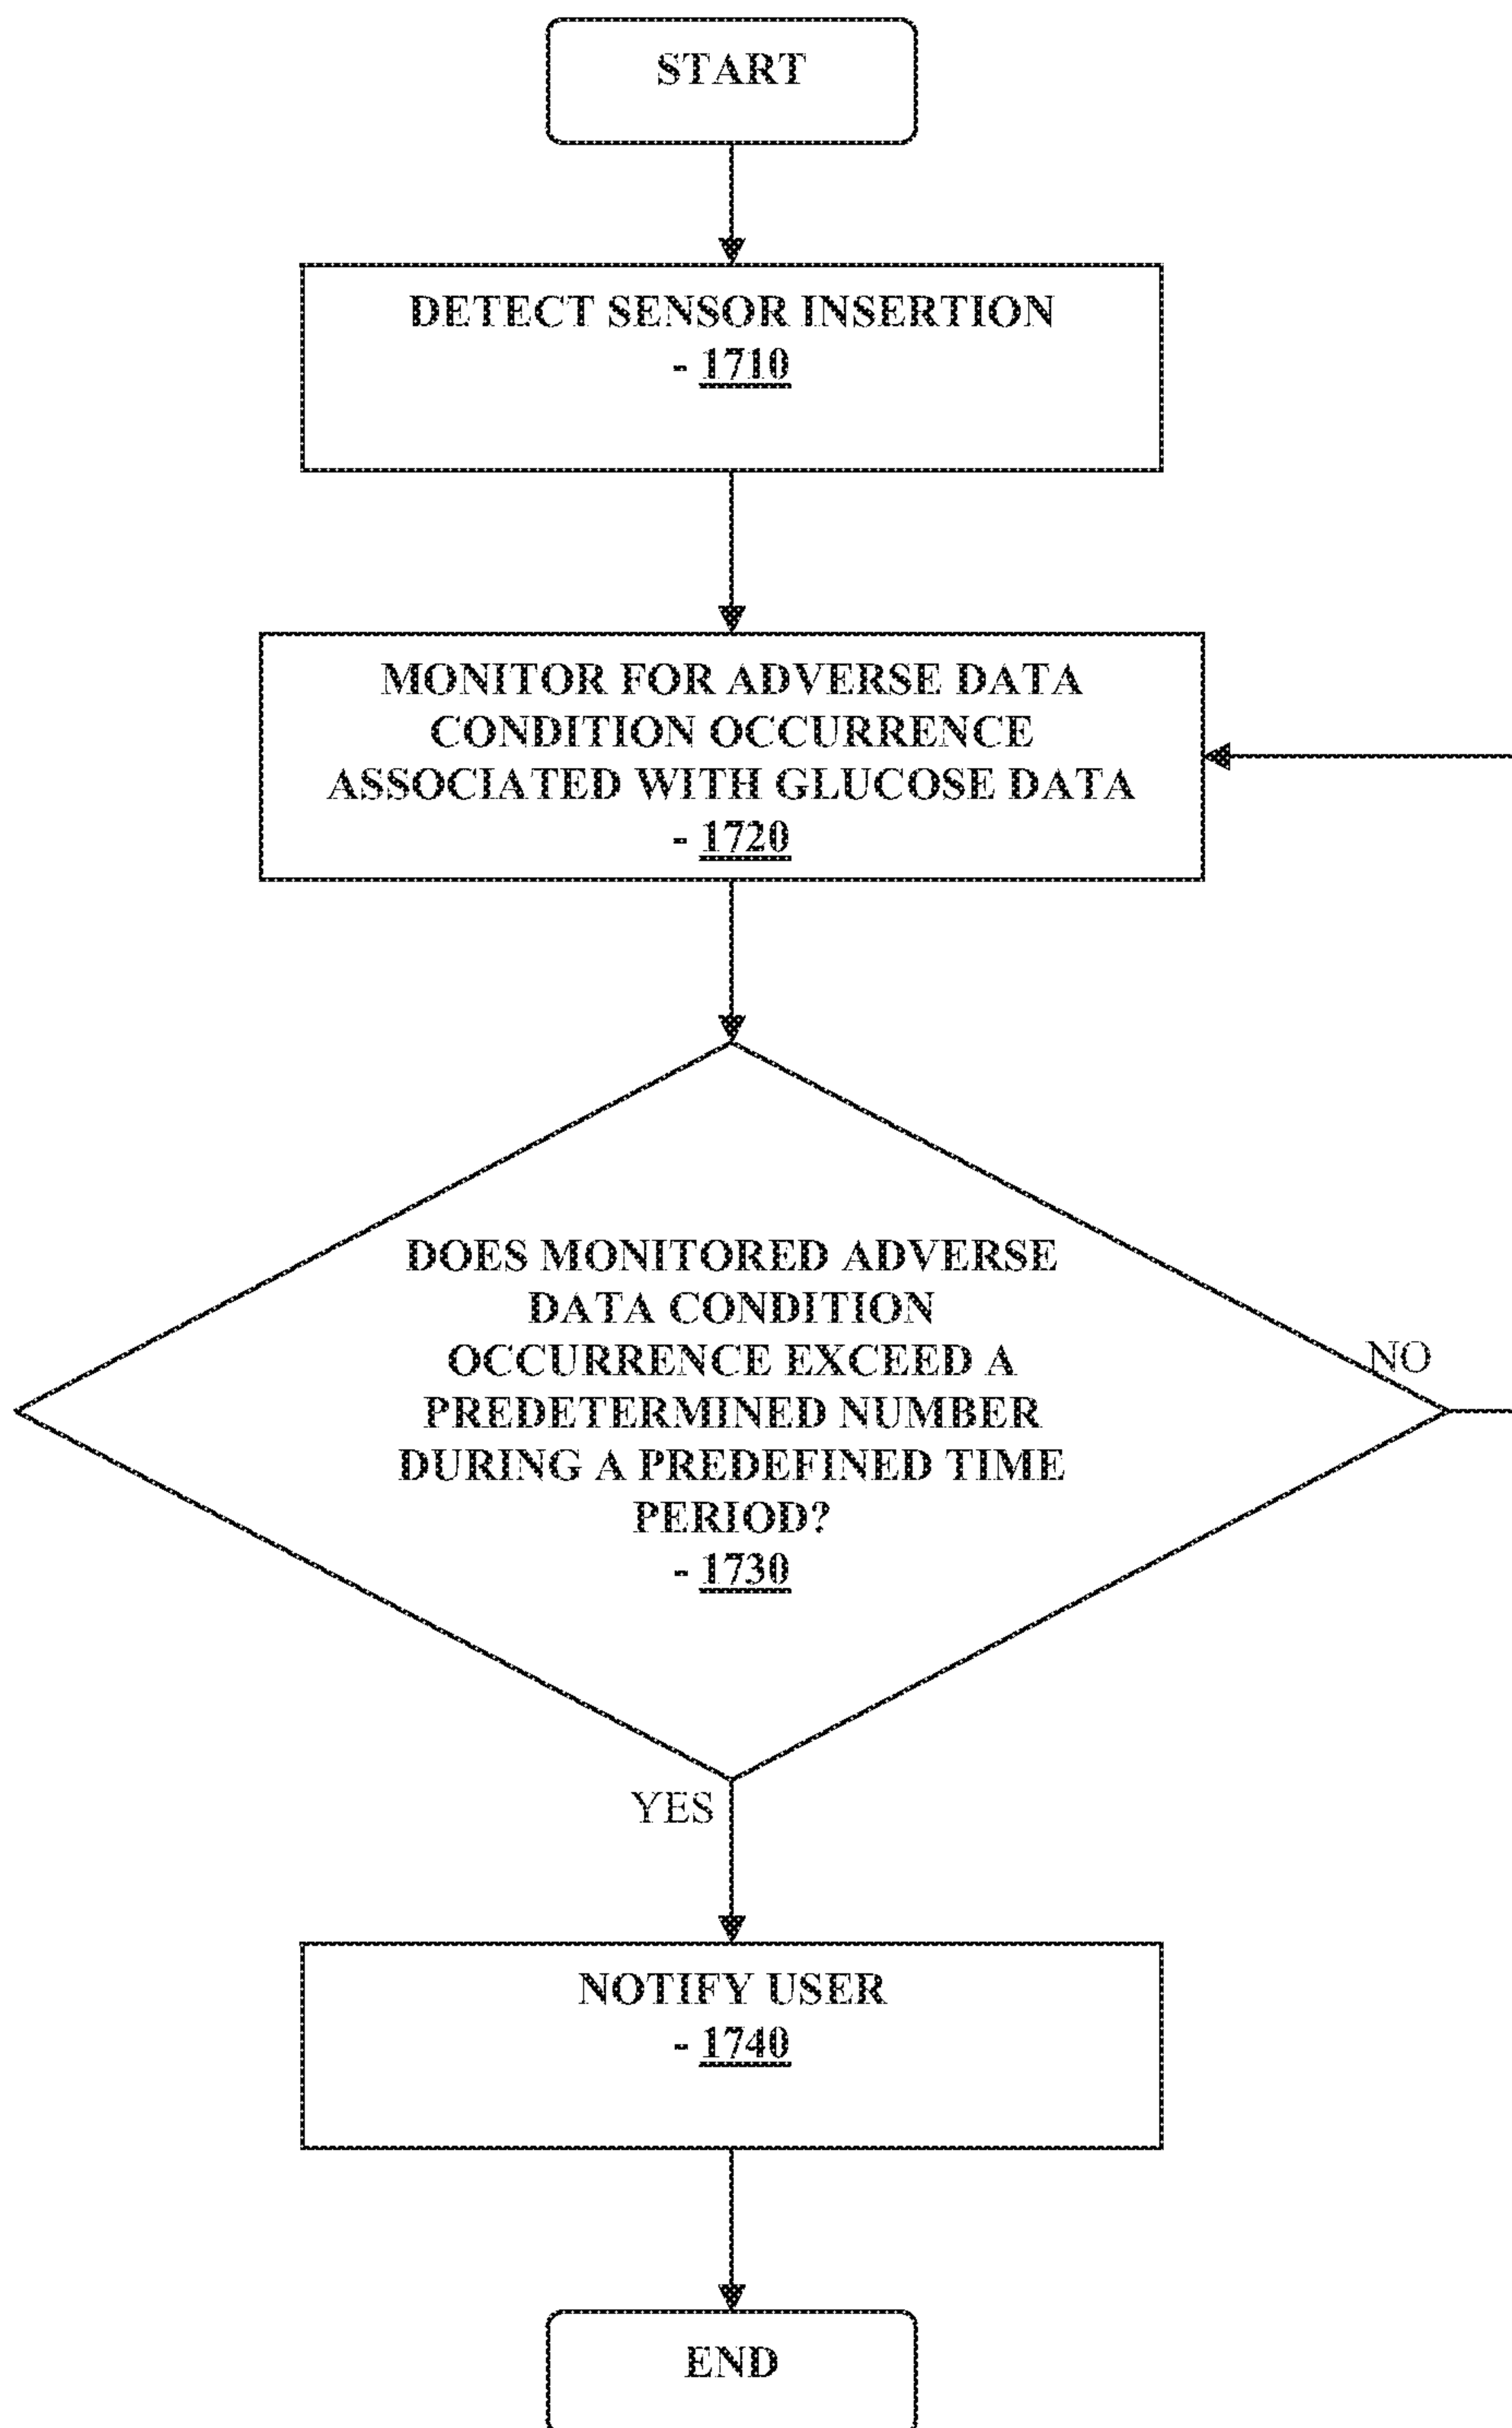 START
DETECT SENSOR INSERTION
- 1710
MONITOR FOR ADVERSE DATA
CONDITION OCCURRENCE
ASSOCIATED WITH GLUCOSE DATA
- 1720
DOES MONITORED ADVERSE
DATA CONDITION
OCCURRENCE EXCEED A
PREDETERMINED NUMBER
DURING A PREDEFINED TIME
PERIOD?
- 1730
NO
YES
NOTIFY USER
- 1740
END